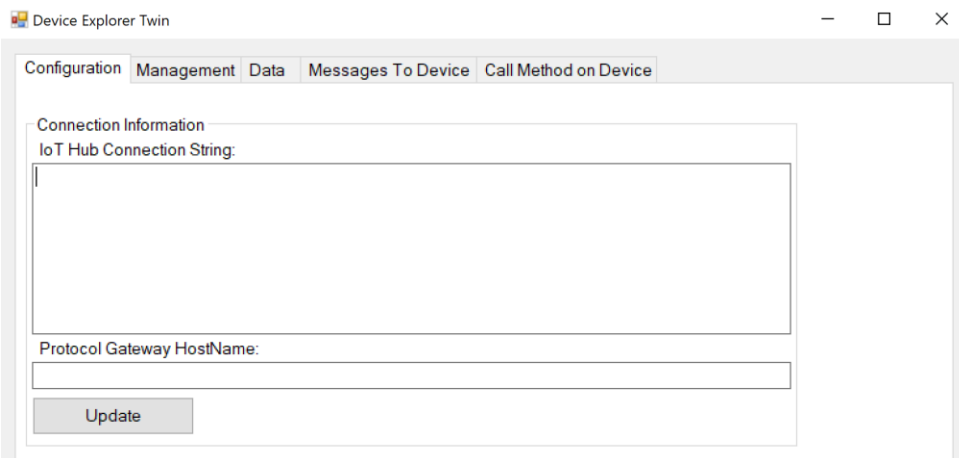 Device Explorer Twin
Configuration Management Data Messages To Device Call Method on Device
Connection Information
IoT Hub Connection String:
Protocol Gateway HostName:
Update